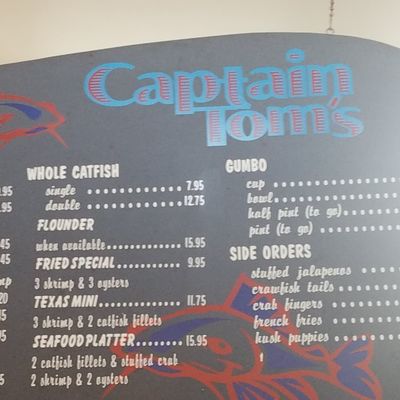 Captain
Tom's
WHOLE CATFISH
single 7.95
double 12.75
FLOUNDER
when available 15.95
FRIED SPECIAL 9.95
3 shrimp & 3 oysters
TEXAS MINI 11.75
3 shrimp & 2 catfish fillets
SEAFOOD PLATTER 15.95
2 catfish fillets & stuffed crab
2 shrimp & 2 oysters
GUMBO
cup
bowl
half pint (to go)
pint (to go)
SIDE ORDERS
stuffed jalapenos
crawfish tails
crab fingers
french fries
hush puppies